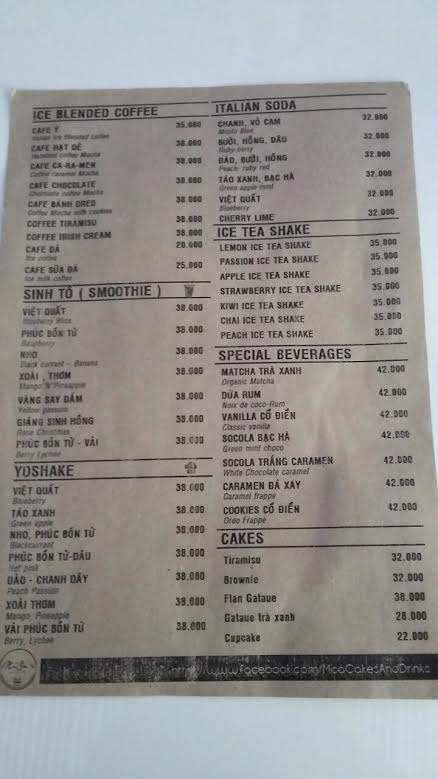 ICE BLENDED COFFEE
CAFE Ý 35.000
Italian Ice Blended coffee
CAFE HẠT DẺ 38.000
Hazelnut coffee Mocha
CAFE CA-RA-MEN 38.000
Coffee caramel Mocha
CAFE CHOCOLATE 38.000
Chocolate coffee Mocha
CAFE BÁNH OREO 38.000
Coffee Mocha with cookies
COFFEE TIRAMISU 38.000
COFFEE IRISH CREAM 38.000
CAFE ĐÁ 20.000
Ice coffee
CAFE SỮA ĐÁ 25.000
Ice milk coffee
SINH TỐ ( SMOOTHIE )
VIỆT QUẤT 38.000
Blueberry Bliss
PHÚC BỒN TỬ 38.000
Raspberry
NHO 38.000
Black currant - Banana
XOÀI , THƠM 38.000
Mango"N"Pineapple
VÀNG SAY ĐẮM 38.000
Yellow passion
GIÁNG SINH HỒNG 38.000
Rose Christmas
PHÚC BỒN TỬ - VẢI 38.000
Berry Lychee
YOSHAKE
VIỆT QUẤT 38.000
Blueberry
TÁO XANH 38.000
Green apple
NHO, PHÚC BỒN TỬ 38.000
Blackcurrant
PHÚC BỒN TỬ-DÂU 38.000
Hot pink
ĐÀO - CHANH DÂY 38.000
Peach Passion
XOÀI THƠM 38.000
Mango, Pineapple
VẢI PHÚC BỒN TỬ 38.000
Berry, Lychee
ITALIAN SODA
CHANH, VỎ CAM 32.000
Mojito Blue
BƯỞI, HỒNG, DÂU 32.000
Ruby-berry
ĐÀO, BƯỞI, HỒNG 32.000
Peach- ruby red
TÁO XANH, BẠC HÀ 32.000
Green apple-mint
VIỆT QUẤT 32.000
Blueberry
CHERRY LIME 32.000
ICE TEA SHAKE
LEMON ICE TEA SHAKE 35.000
PASSION ICE TEA SHAKE 35.000
APPLE ICE TEA SHAKE 35.000
STRAWBERRY ICE TEA SHAKE 35.000
KIWI ICE TEA SHAKE 35.000
CHAI ICE TEA SHAKE 35.000
PEACH ICE TEA SHAKE 35.000
SPECIAL BEVERAGES
MATCHA TRÀ XANH 42.000
Organic Matcha
DỪA RUM 42.000
Noix de coco-Rum
VANILLA CỔ ĐIỂN 42.000
Classic vanilla
SOCOLA BẠC HÀ 42.000
Green mint choco
SOCOLA TRẮNG CARAMEN 42.000
White Chocolate caramel
CARAMEN ĐÁ XAY 42.000
Caramel frappe
COOKIES CỔ ĐIỂN 42.000
Oreo Frappe
CAKES
Tiramisu 32.000
Brownie 32.000
Flan Gataue 38.000
Gataue trà xanh 28.000
Cupcake 22.000
http://www.facebook.com/MicaCakesAndDrinks